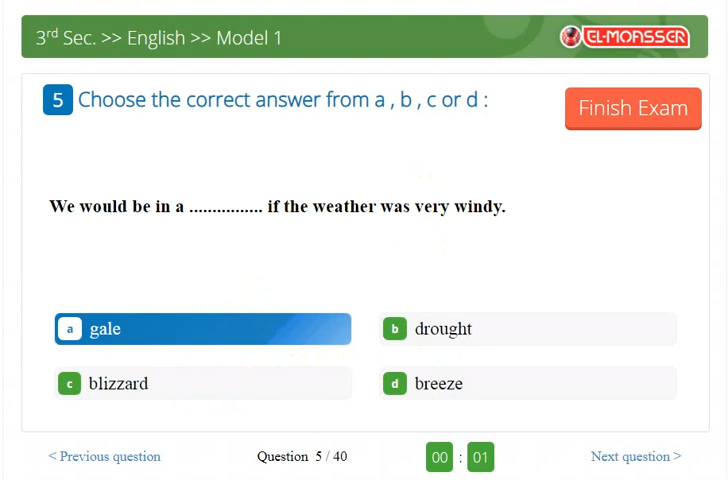 3rd Sec. >> English >> Model 1
EL-MOASSER
5 Choose the correct answer from a , b , c or d :
Finish Exam
We would be in a ................ if the weather was very windy.
a gale
b drought
c blizzard
d breeze
< Previous question
Question 5 / 40
00 : 01
Next question >